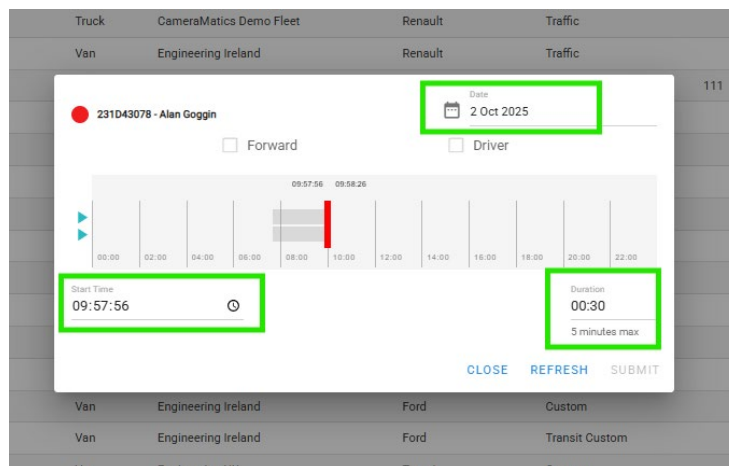 Truck CameraMatics Demo Fleet Renault Traffic
Van Engineering Ireland Renault Traffic
111
Date
231D43078 - Alan Goggin 2 Oct 2025
Forward Driver
09:57:56 09:58:26
00:00 02:00 04:00 06:00 08:00 10:00 12:00 14:00 16:00 18:00 20:00 22:00
Start Time Duration
09:57:56 00:30
5 minutes max
CLOSE REFRESH SUBMIT
Van Engineering Ireland Ford Custom
Van Engineering Ireland Ford Transit Custom